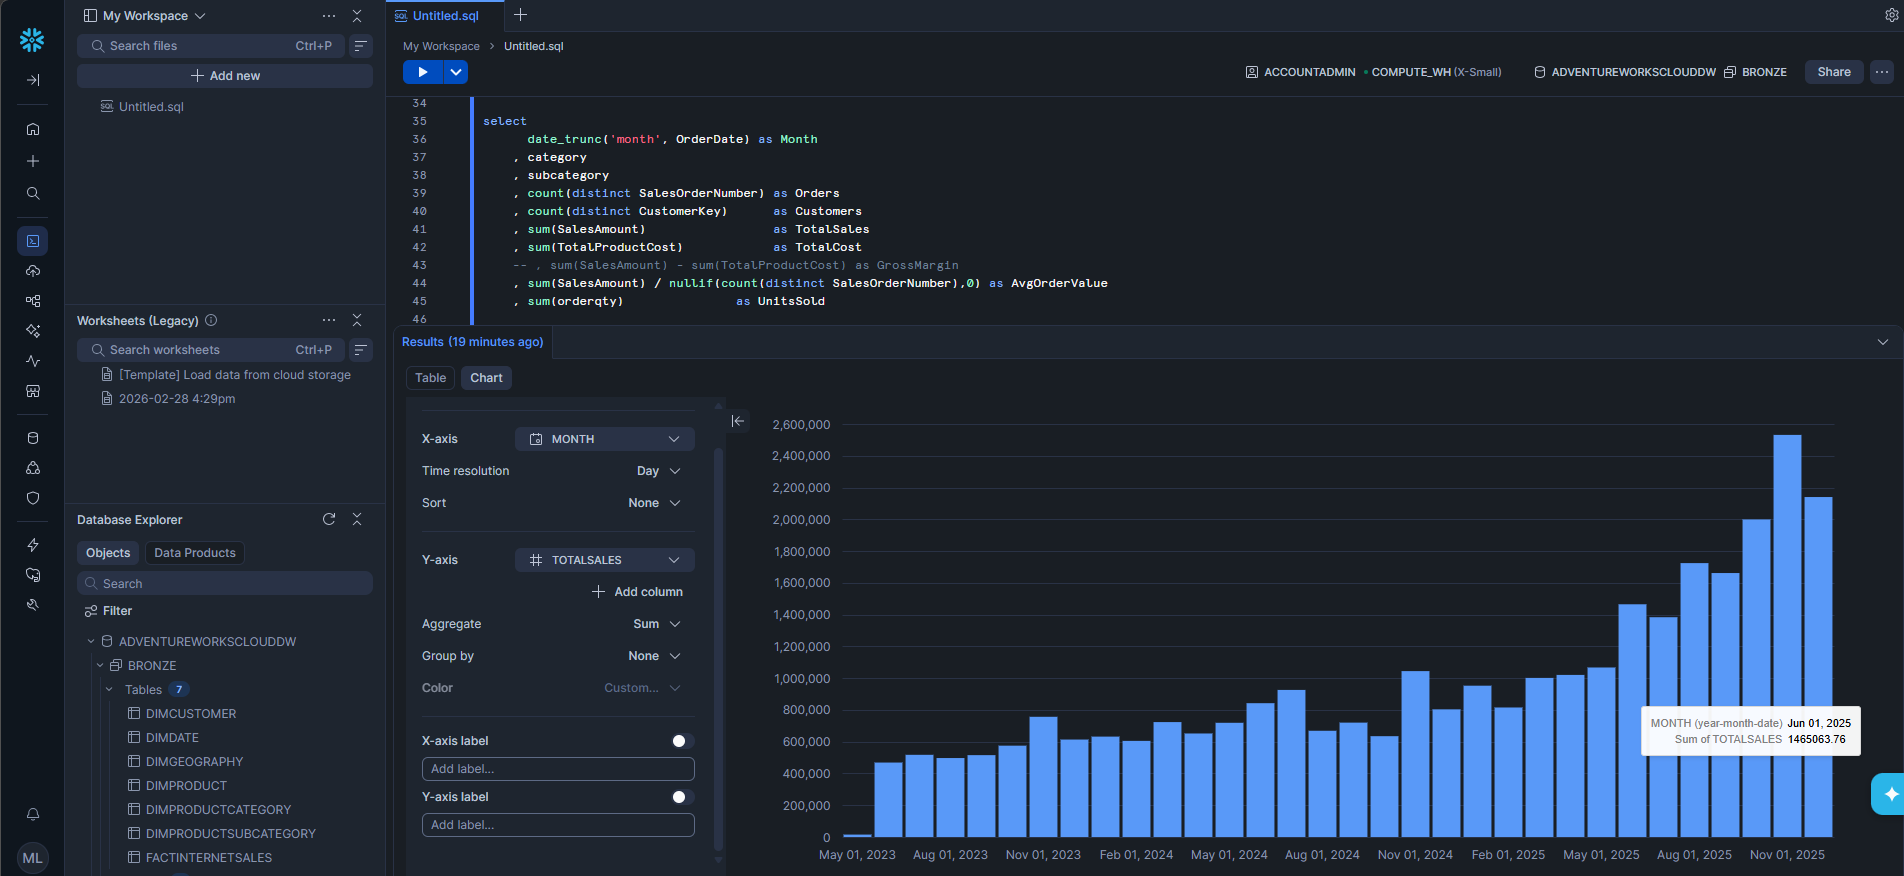 My Workspace
Search files Ctrl+P
Add new
Untitled.sql
Worksheets (Legacy)
Search worksheets Ctrl+P
[Template] Load data from cloud storage
2026-02-28 4:29pm
Database Explorer
Objects Data Products
Search
Filter
ADVENTUREWORKSCLOUDDW
BRONZE
Tables 7
DIMCUSTOMER
DIMDATE
DIMGEOGRAPHY
DIMPRODUCT
DIMPRODUCTCATEGORY
DIMPRODUCTSUBCATEGORY
FACTINTERNETSALES
ML
SQL Untitled.sql
My Workspace > Untitled.sql
ACCOUNTADMIN COMPUTE_WH (X-Small) ADVENTUREWORKSCLOUDDW BRONZE Share
34
35 select
36 date_trunc('month', OrderDate) as Month
37 , category
38 , subcategory
39 , count(distinct SalesOrderNumber) as Orders
40 , count(distinct CustomerKey) as Customers
41 , sum(SalesAmount) as TotalSales
42 , sum(TotalProductCost) as TotalCost
43 -- , sum(SalesAmount) - sum(TotalProductCost) as GrossMargin
44 , sum(SalesAmount) / nullif(count(distinct SalesOrderNumber),0) as AvgOrderValue
45 , sum(orderqty) as UnitsSold
46
Results (19 minutes ago)
Table Chart
X-axis MONTH
Time resolution Day
Sort None
Y-axis TOTALSALES
Add column
Aggregate Sum
Group by None
Color Custom...
X-axis label
Add label...
Y-axis label
Add label...
2,600,000
2,400,000
2,200,000
2,000,000
1,800,000
1,600,000
1,400,000
1,200,000
1,000,000
800,000
600,000
400,000
200,000
0
May 01, 2023 Aug 01, 2023 Nov 01, 2023 Feb 01, 2024 May 01, 2024 Aug 01, 2024 Nov 01, 2024 Feb 01, 2025 May 01, 2025 Aug 01, 2025 Nov 01, 2025
MONTH (year-month-date) Jun 01, 2025
Sum of TOTALSALES 1465063.76